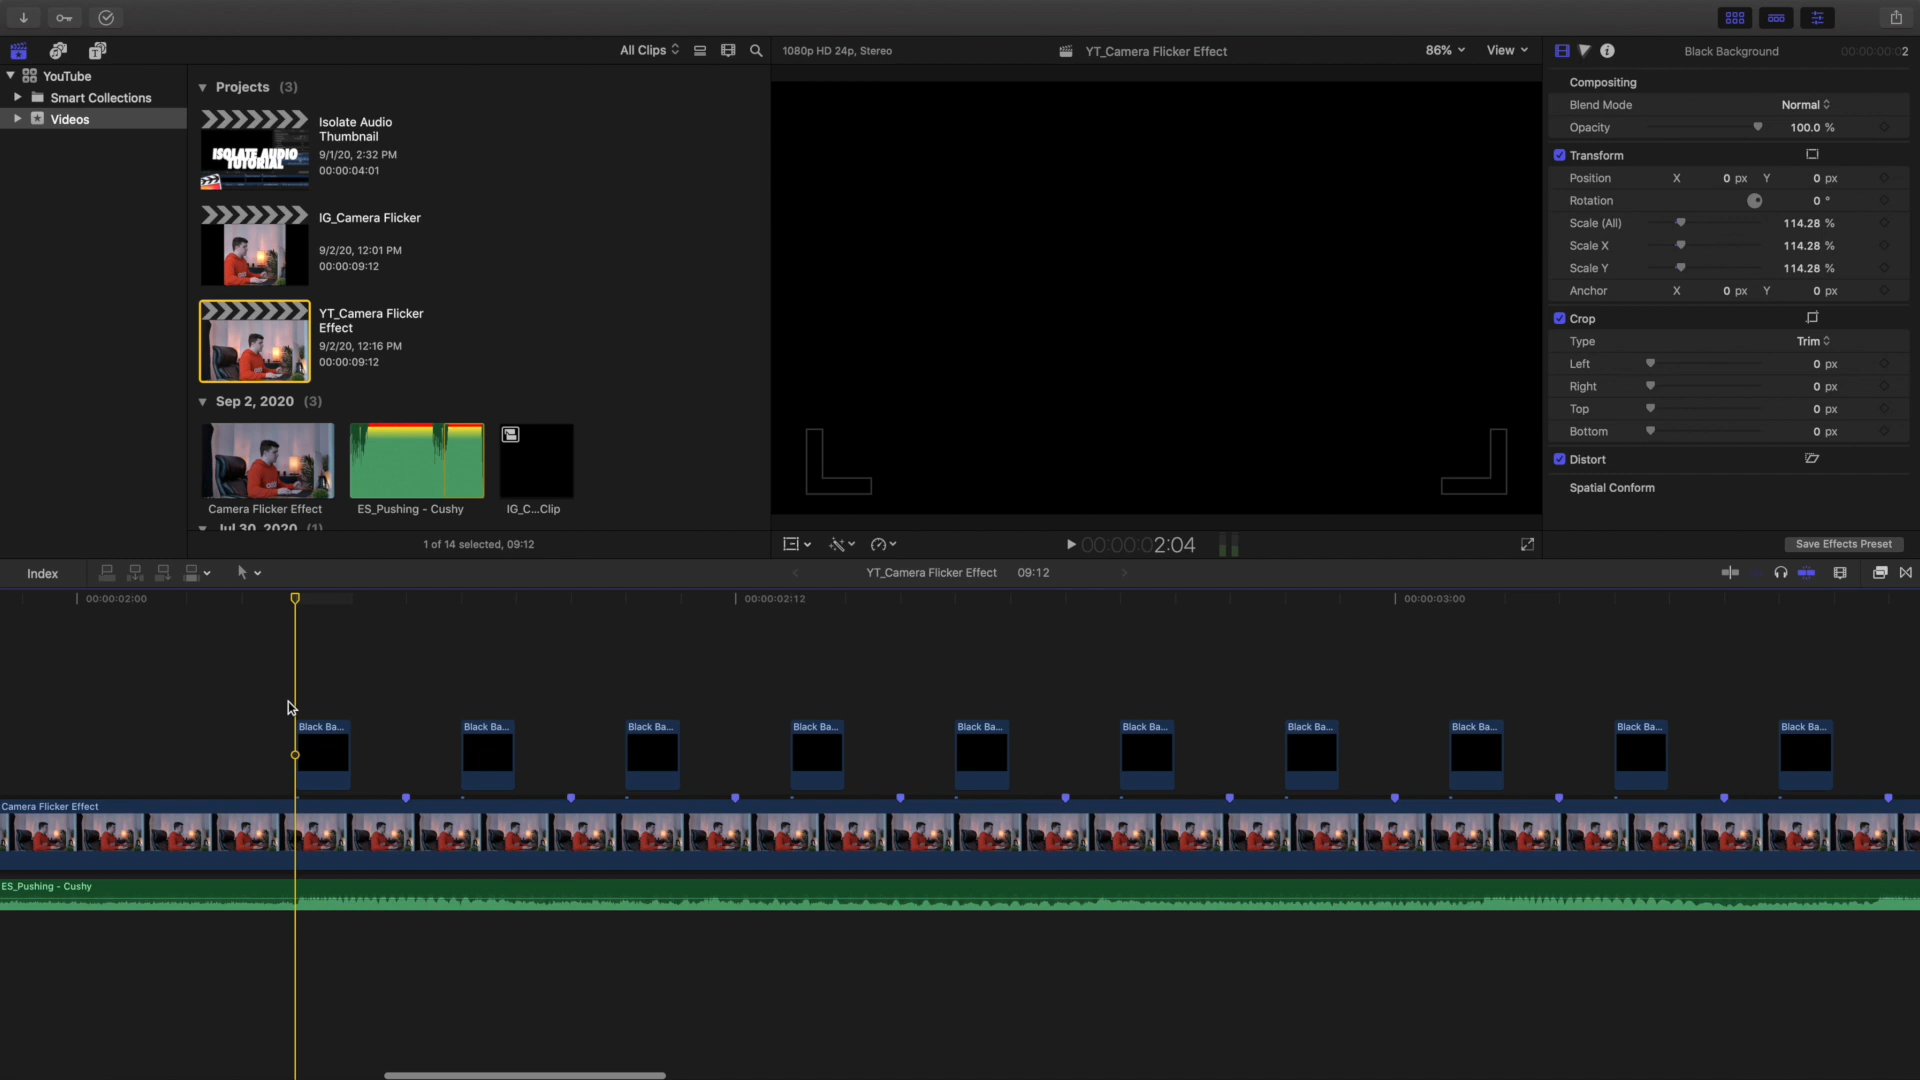 All Clips
1080p HD 24p, Stereo
YT_Camera Flicker Effect
86%
View
Black Background
00:00:00:02
YouTube
Smart Collections
Videos
Projects (3)
Isolate Audio
Thumbnail
9/1/20, 2:32 PM
00:00:04:01
ISOLATE AUDIO
TUTORIAL
IG_Camera Flicker
9/2/20, 12:01 PM
00:00:09:12
YT_Camera Flicker
Effect
9/2/20, 12:16 PM
00:00:09:12
Sep 2, 2020 (3)
Camera Flicker Effect
ES_Pushing - Cushy
IG_C...Clip
Jul 30, 2020 (1)
1 of 14 selected, 09:12
00:00:00:02:04
Compositing
Blend Mode Normal
Opacity 100.0 %
Transform
Position X 0 px Y 0 px
Rotation 0 °
Scale (All) 114.28 %
Scale X 114.28 %
Scale Y 114.28 %
Anchor X 0 px Y 0 px
Crop
Type Trim
Left 0 px
Right 0 px
Top 0 px
Bottom 0 px
Distort
Spatial Conform
Save Effects Preset
Index
YT_Camera Flicker Effect 09:12
00:00:02:00
00:00:02:12
00:00:03:00
Black Ba...
Black Ba...
Black Ba...
Black Ba...
Black Ba...
Black Ba...
Black Ba...
Black Ba...
Black Ba...
Black Ba...
Camera Flicker Effect
ES_Pushing - Cushy